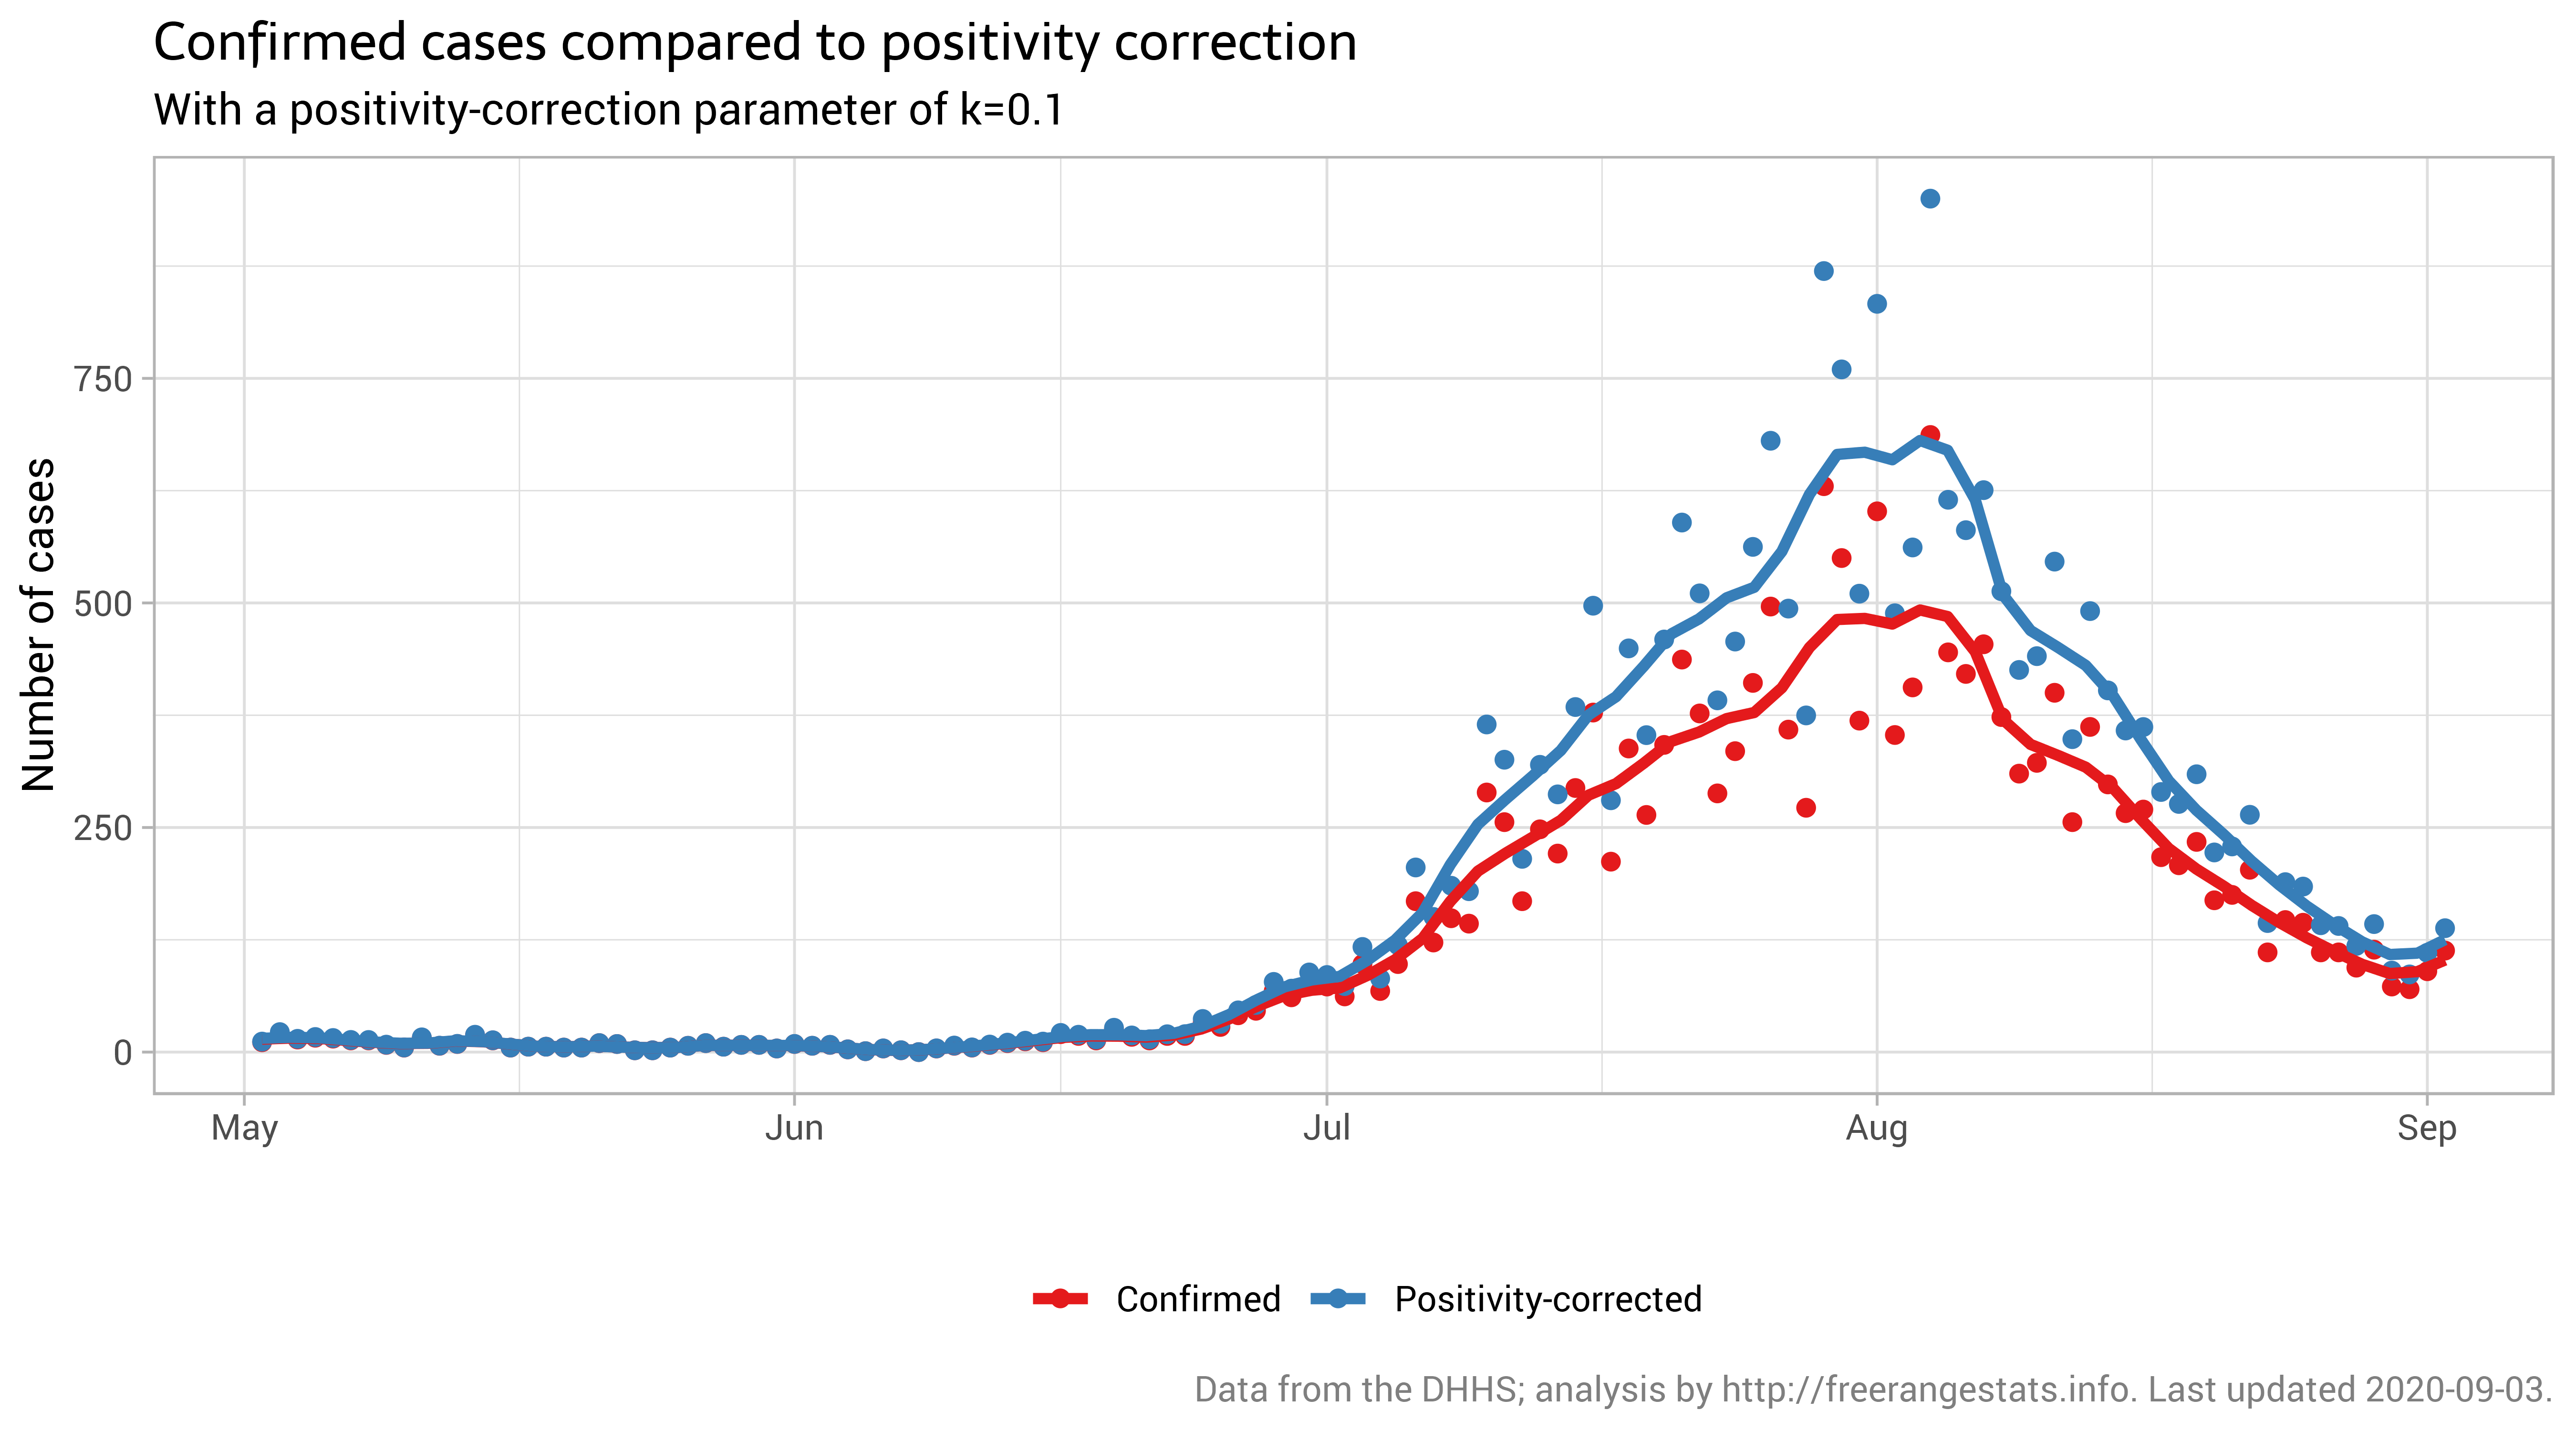 Confirmed cases compared to positivity correction
With a positivity-correction parameter of k=0.1
Number of cases
750
500
250
0
May Jun Jul Aug Sep
Confirmed Positivity-corrected
Data from the DHHS; analysis by http://freerangestats.info. Last updated 2020-09-03.